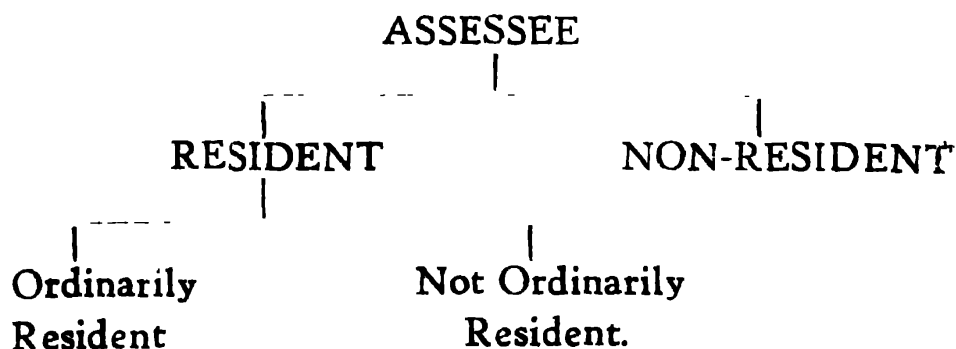 ASSESSEE
RESIDENT NON-RESIDENT
Ordinarily Not Ordinarily
Resident Resident.